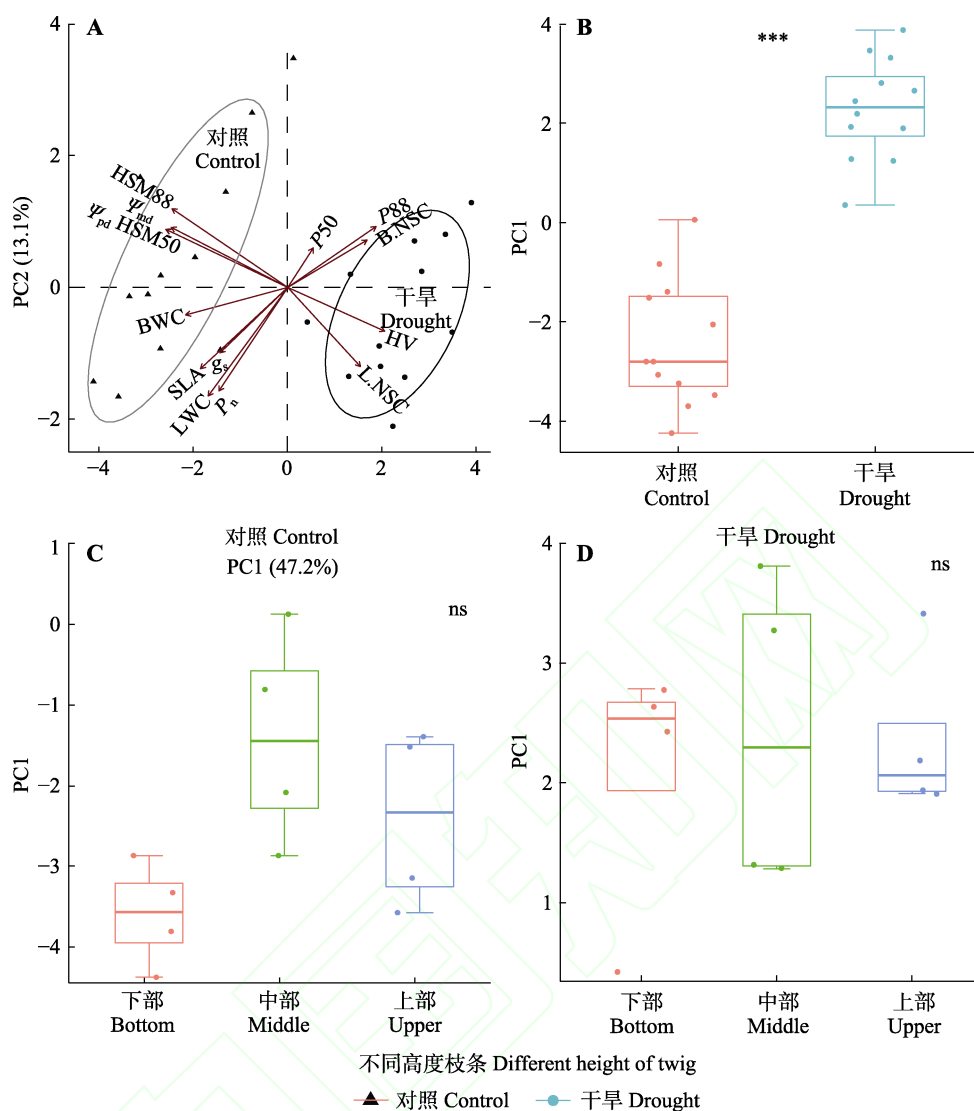 A
4
2
0
−2
PC2 (13.1%)
对照
Control
HSM88
Ψmd
Ψpd HSM50
P50
P88
B.NSC
干旱
Drought
HV
BWC
SLA
gs
LWC
Pn
L.NSC
−4
−2
0
2
4
B
***
4
2
0
−2
−4
PC1
对照
Control
干旱
Drought
对照 Control
PC1 (47.2%)
C
ns
1
0
−1
−2
−3
−4
PC1
下部
Bottom
中部
Middle
上部
Upper
干旱 Drought
D
ns
4
3
2
1
PC1
下部
Bottom
中部
Middle
上部
Upper
不同高度枝条 Different height of twig
对照 Control
干旱 Drought